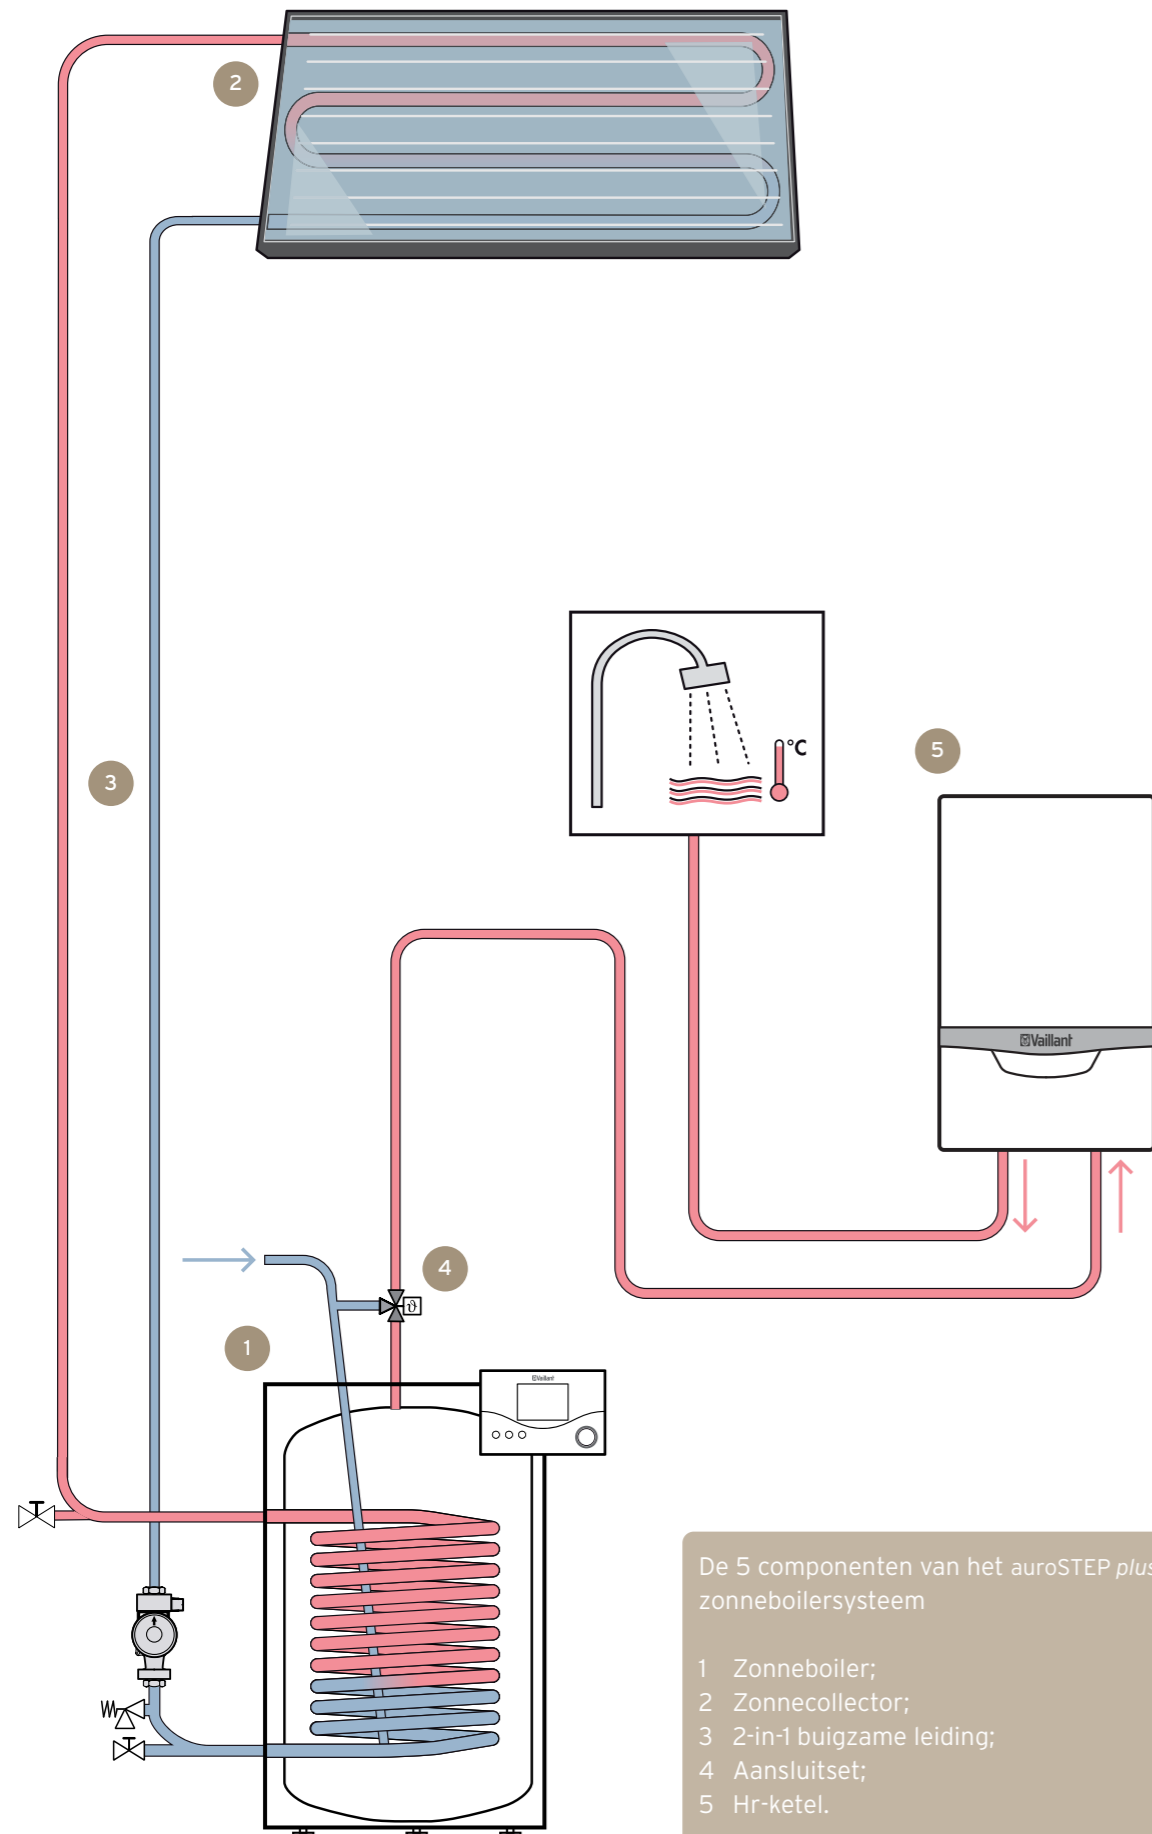 2
3
°C
5
Vaillant
4
ϑ
1
Vaillant
De 5 componenten van het auroSTEP plus
zonneboilersysteem
1 Zonneboiler;
2 Zonnecollector;
3 2-in-1 buigzame leiding;
4 Aansluitset;
5 Hr-ketel.